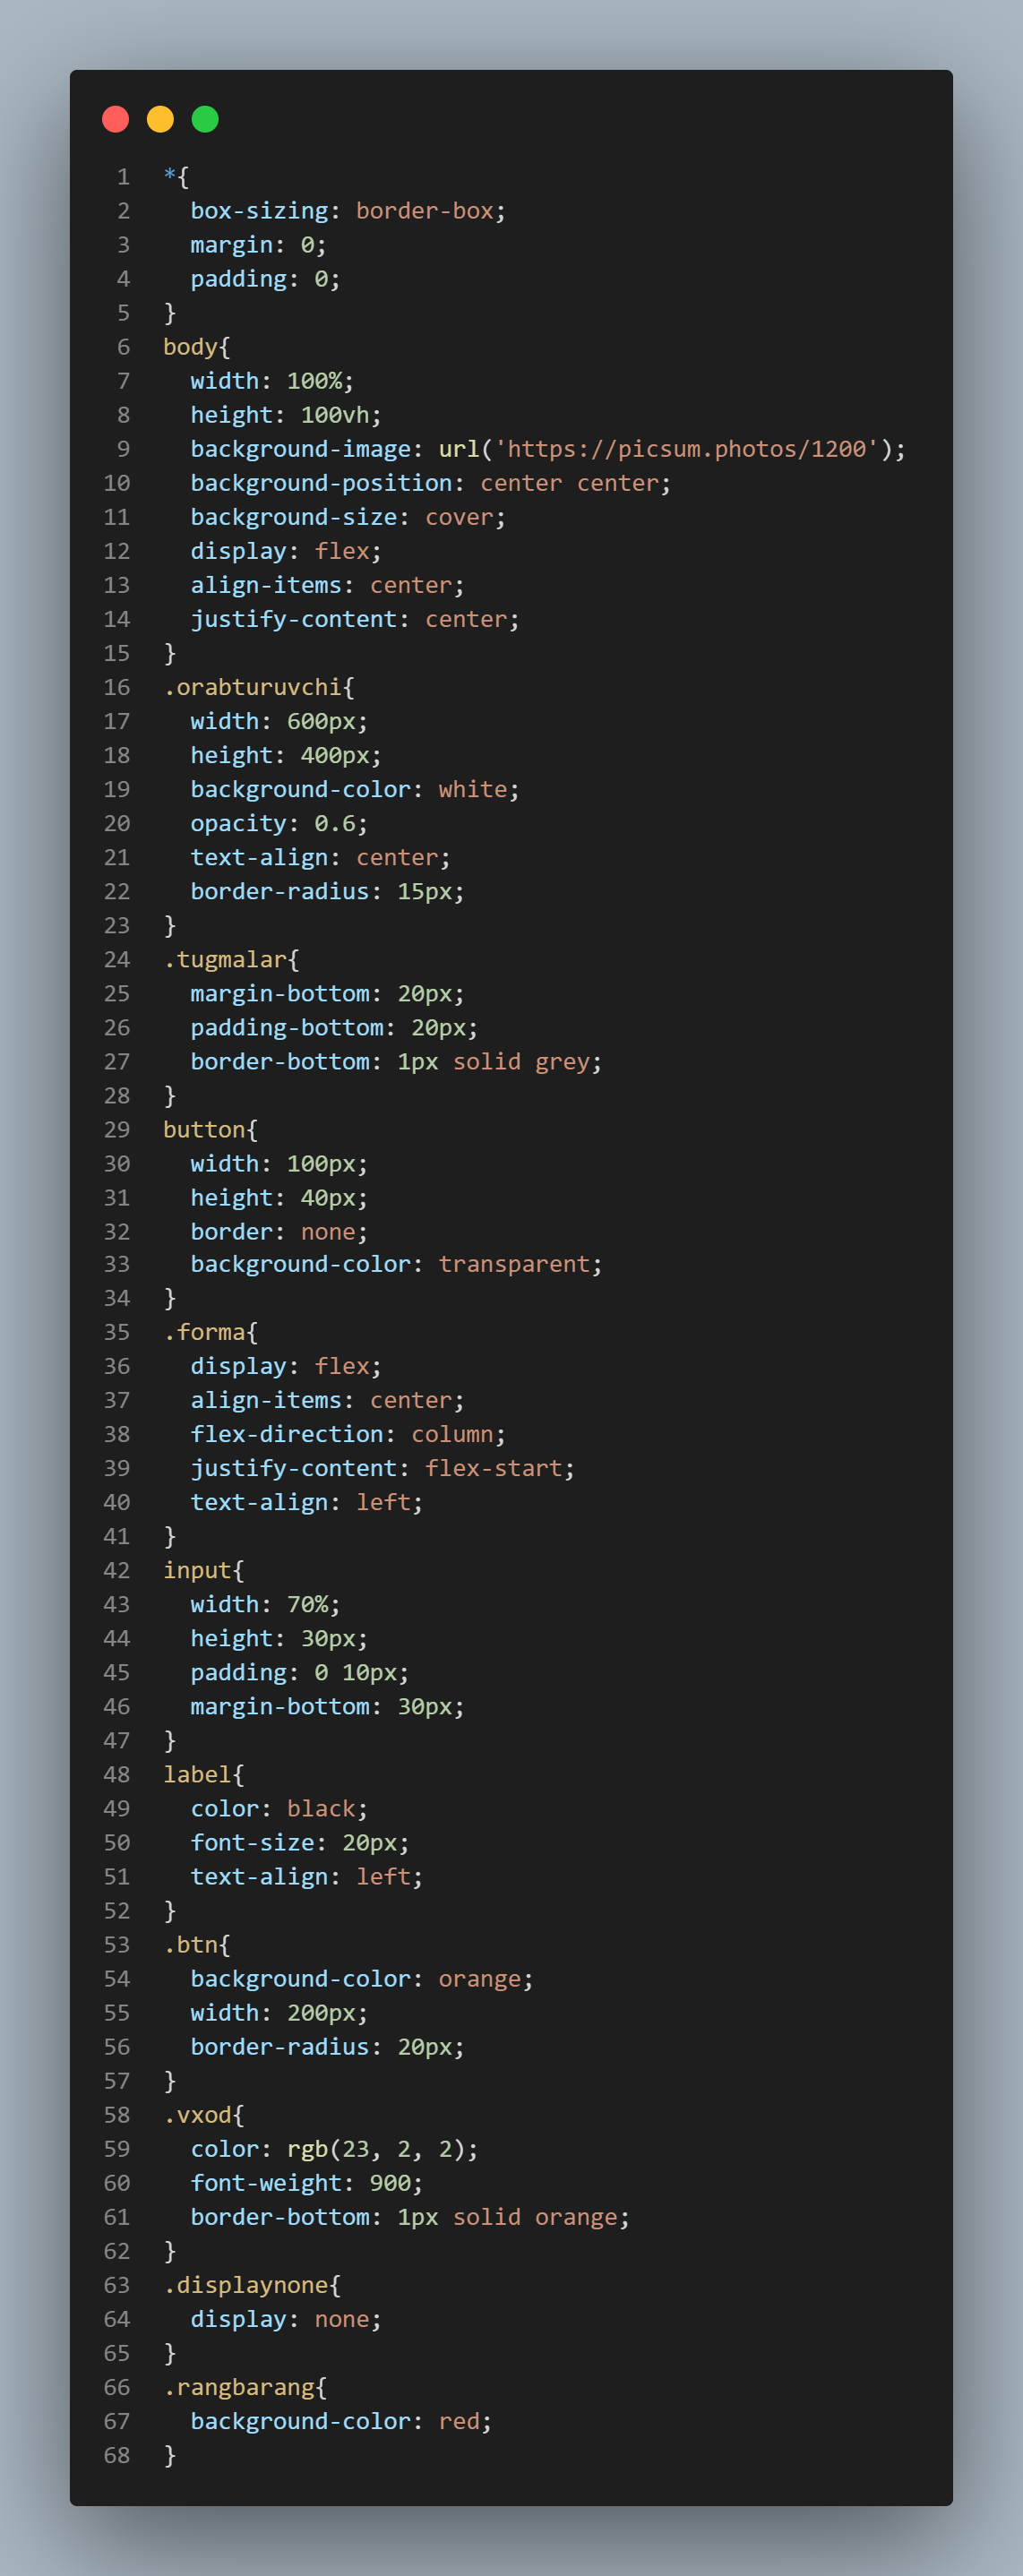 1 *{
2   box-sizing: border-box;
3   margin: 0;
4   padding: 0;
5 }
6 body{
7   width: 100%;
8   height: 100vh;
9   background-image: url('https://picsum.photos/1200');
10   background-position: center center;
11   background-size: cover;
12   display: flex;
13   align-items: center;
14   justify-content: center;
15 }
16 .orabturuvchi{
17   width: 600px;
18   height: 400px;
19   background-color: white;
20   opacity: 0.6;
21   text-align: center;
22   border-radius: 15px;
23 }
24 .tugmalar{
25   margin-bottom: 20px;
26   padding-bottom: 20px;
27   border-bottom: 1px solid grey;
28 }
29 button{
30   width: 100px;
31   height: 40px;
32   border: none;
33   background-color: transparent;
34 }
35 .forma{
36   display: flex;
37   align-items: center;
38   flex-direction: column;
39   justify-content: flex-start;
40   text-align: left;
41 }
42 input{
43   width: 70%;
44   height: 30px;
45   padding: 0 10px;
46   margin-bottom: 30px;
47 }
48 label{
49   color: black;
50   font-size: 20px;
51   text-align: left;
52 }
53 .btn{
54   background-color: orange;
55   width: 200px;
56   border-radius: 20px;
57 }
58 .vxod{
59   color: rgb(23, 2, 2);
60   font-weight: 900;
61   border-bottom: 1px solid orange;
62 }
63 .displaynone{
64   display: none;
65 }
66 .rangbarang{
67   background-color: red;
68 }